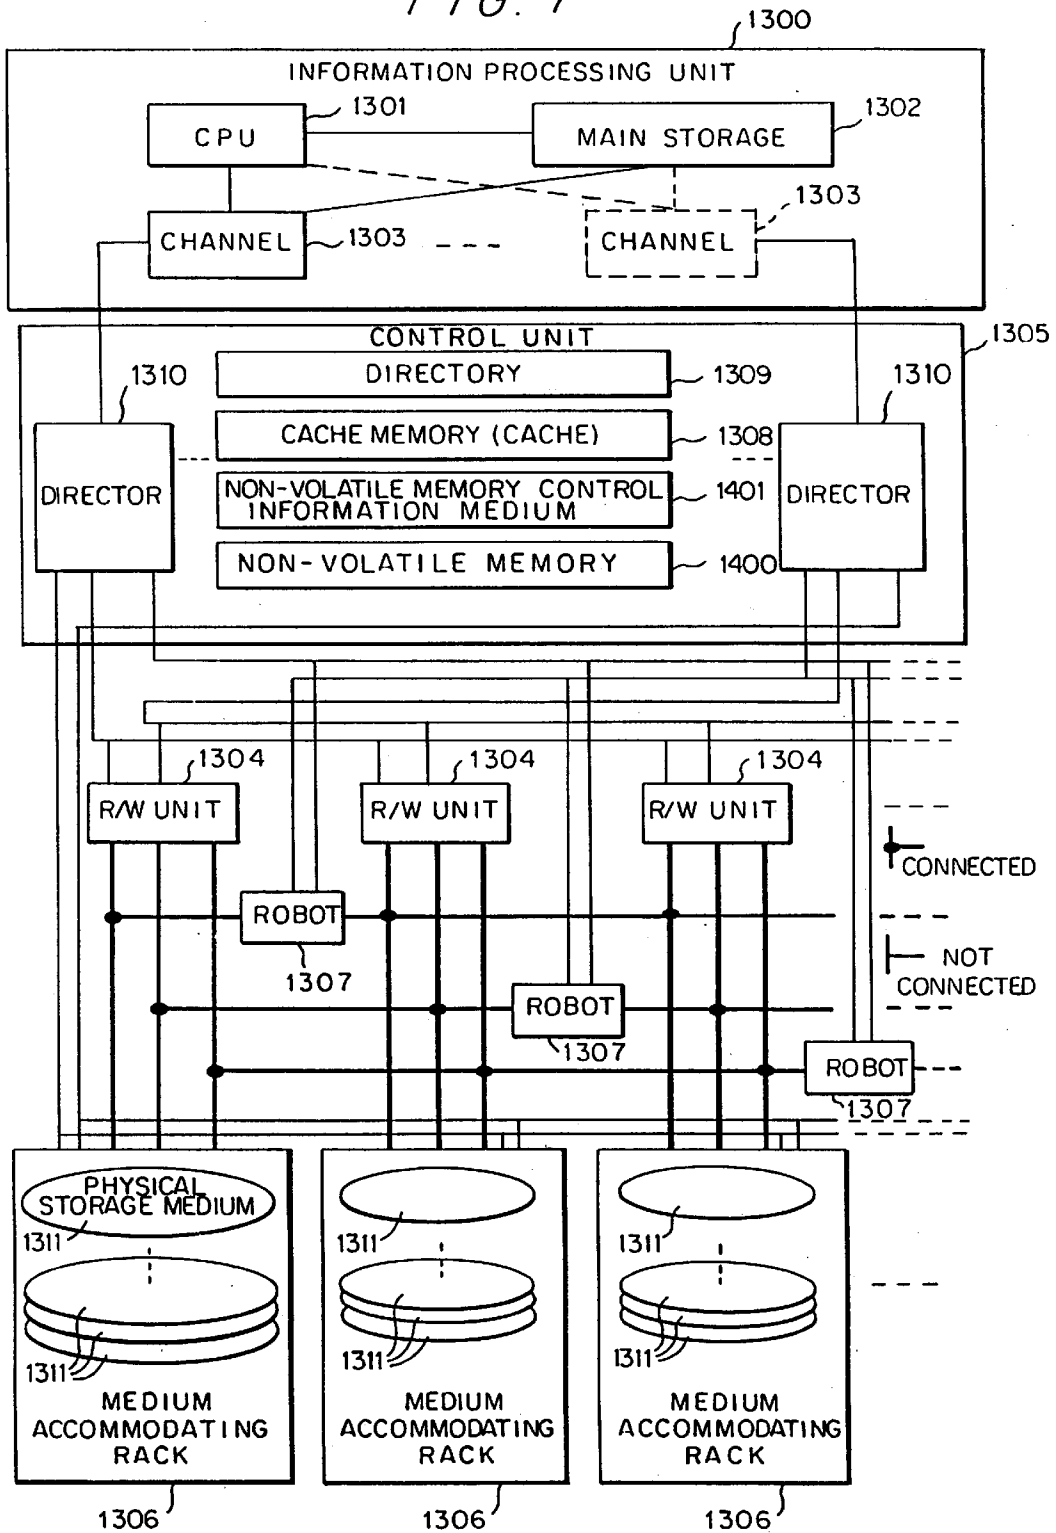 1300
INFORMATION PROCESSING UNIT
1301
1302
CPU
MAIN STORAGE
1303
CHANNEL
1303
CHANNEL
CONTROL UNIT
1305
1310
DIRECTORY
1309
1310
CACHE MEMORY (CACHE)
1308
DIRECTOR
NON-VOLATILE MEMORY CONTROL
INFORMATION MEDIUM
1401
DIRECTOR
NON-VOLATILE MEMORY
1400
1304
1304
1304
R/W UNIT
R/W UNIT
R/W UNIT
CONNECTED
ROBOT
1307
NOT
CONNECTED
ROBOT
1307
ROBOT
1307
PHYSICAL
STORAGE MEDIUM
1311
1311
1311
1311
1311
1311
MEDIUM
ACCOMMODATING
RACK
MEDIUM
ACCOMMODATING
RACK
MEDIUM
ACCOMMODATING
RACK
1306
1306
1306